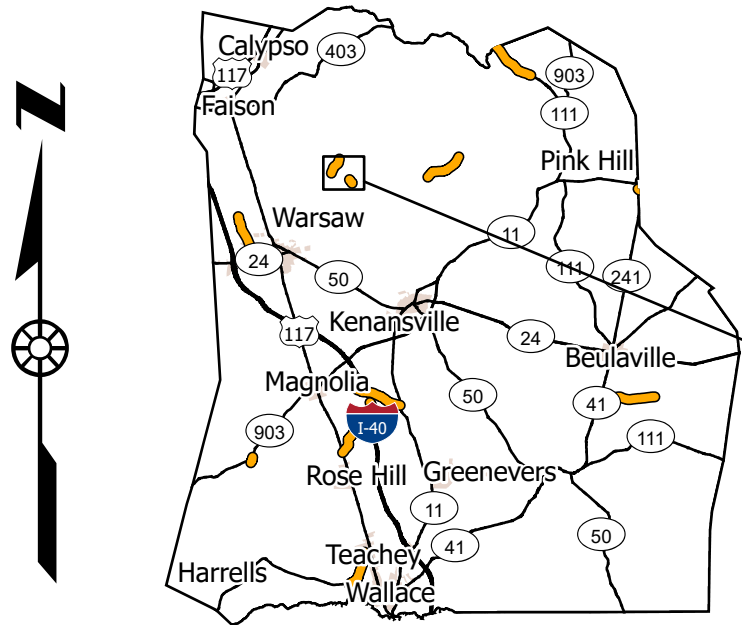 Calypso
403
117
903
Faison
111
Pink Hill
Warsaw
11
24
111
241
50
Kenansville
117
24
Beulaville
Magnolia
50
41
I-40
903
111
Rose Hill
Greenevers
11
50
41
Teachey
Harrells
Wallace
N